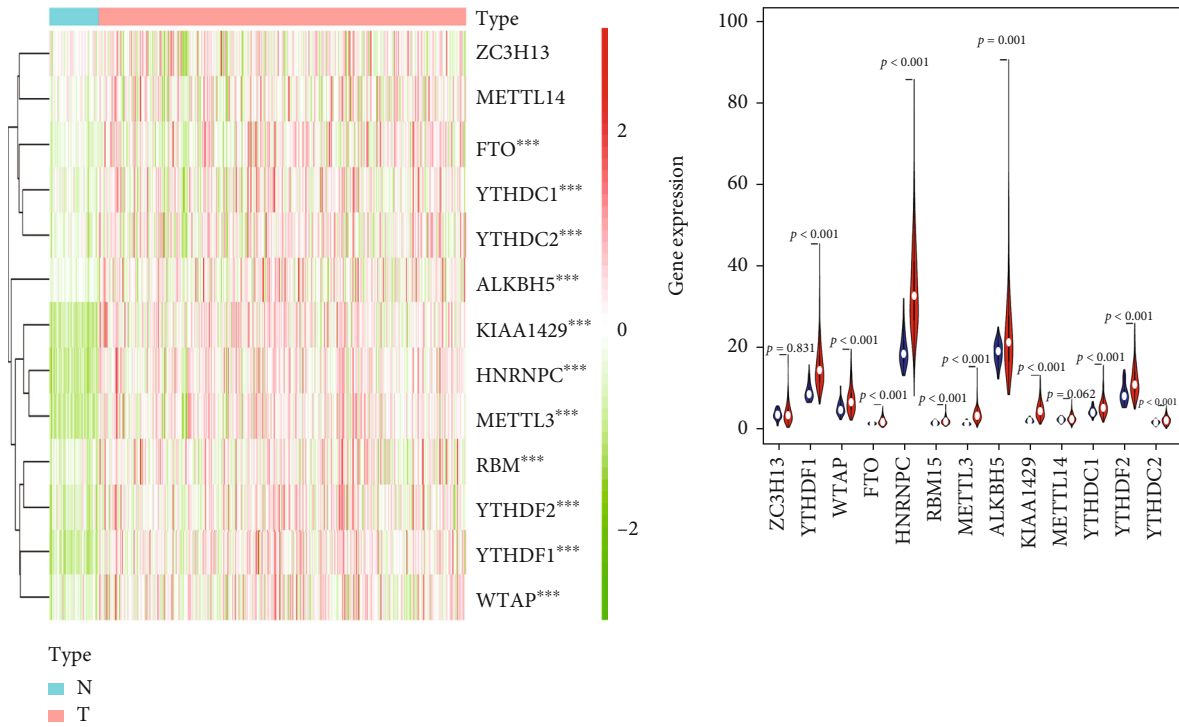 Type
ZC3H13
METTL14
FTO***
YTHDC1***
YTHDC2***
ALKBH5***
KIAA1429***
HNRNPC***
METTL3***
RBM***
YTHDF2***
YTHDF1***
WTAP***
2
0
−2
Type
N
T
Gene expression
100
80
60
40
20
0
p = 0.831
p < 0.001
p < 0.001
p < 0.001
p < 0.001
p < 0.001
p < 0.001
p = 0.001
p < 0.001
p = 0.062
p < 0.001
p < 0.001
p < 0.001
ZC3H13
YTHDF1
WTAP
FTO
HNRNPC
RBM15
METTL3
ALKBH5
KIAA1429
METTL14
YTHDC1
YTHDF2
YTHDC2